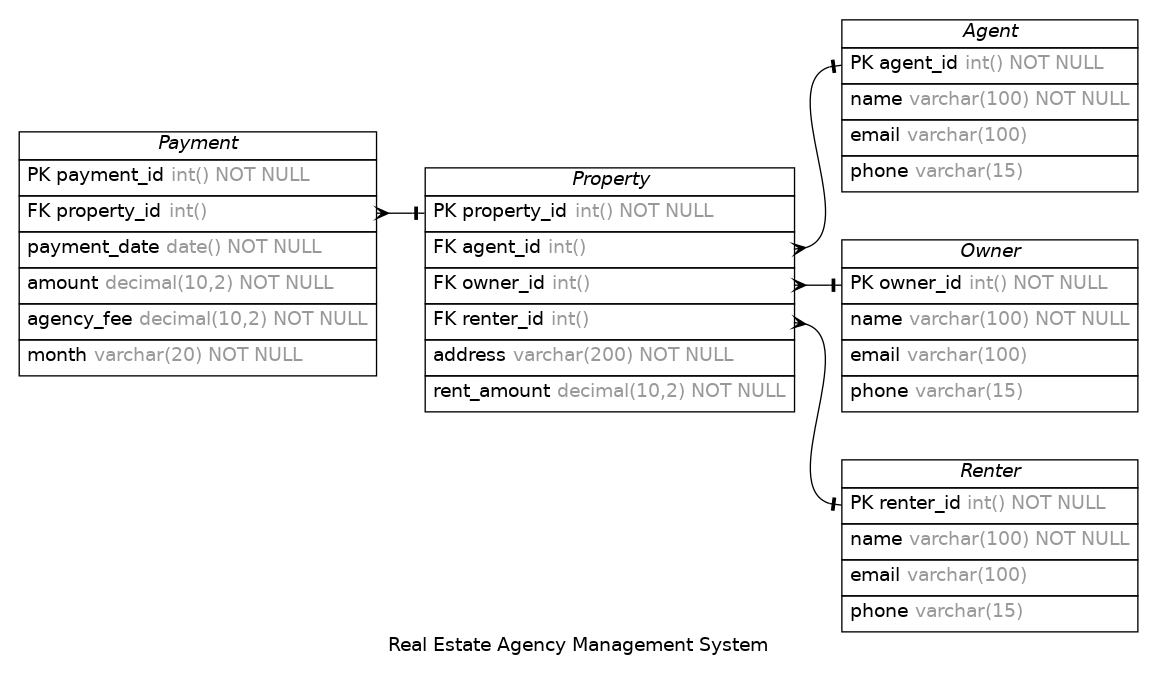 Payment
PK payment_id int() NOT NULL
FK property_id int()
payment_date date() NOT NULL
amount decimal(10,2) NOT NULL
agency_fee decimal(10,2) NOT NULL
month varchar(20) NOT NULL
Property
PK property_id int() NOT NULL
FK agent_id int()
FK owner_id int()
FK renter_id int()
address varchar(200) NOT NULL
rent_amount decimal(10,2) NOT NULL
Agent
PK agent_id int() NOT NULL
name varchar(100) NOT NULL
email varchar(100)
phone varchar(15)
Owner
PK owner_id int() NOT NULL
name varchar(100) NOT NULL
email varchar(100)
phone varchar(15)
Renter
PK renter_id int() NOT NULL
name varchar(100) NOT NULL
email varchar(100)
phone varchar(15)
Real Estate Agency Management System